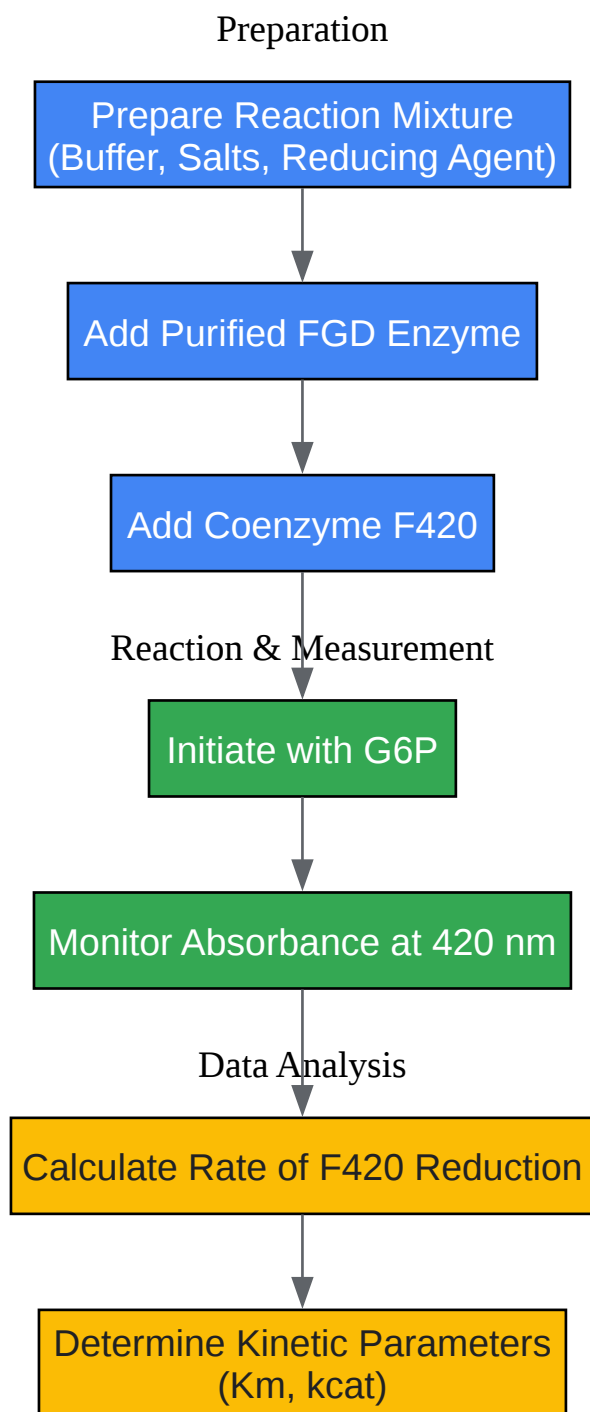 Preparation
Prepare Reaction Mixture
(Buffer, Salts, Reducing Agent)
Add Purified FGD Enzyme
Add Coenzyme F420
Reaction & Measurement
Initiate with G6P
Monitor Absorbance at 420 nm
Data Analysis
Calculate Rate of F420 Reduction
Determine Kinetic Parameters
(Km, kcat)